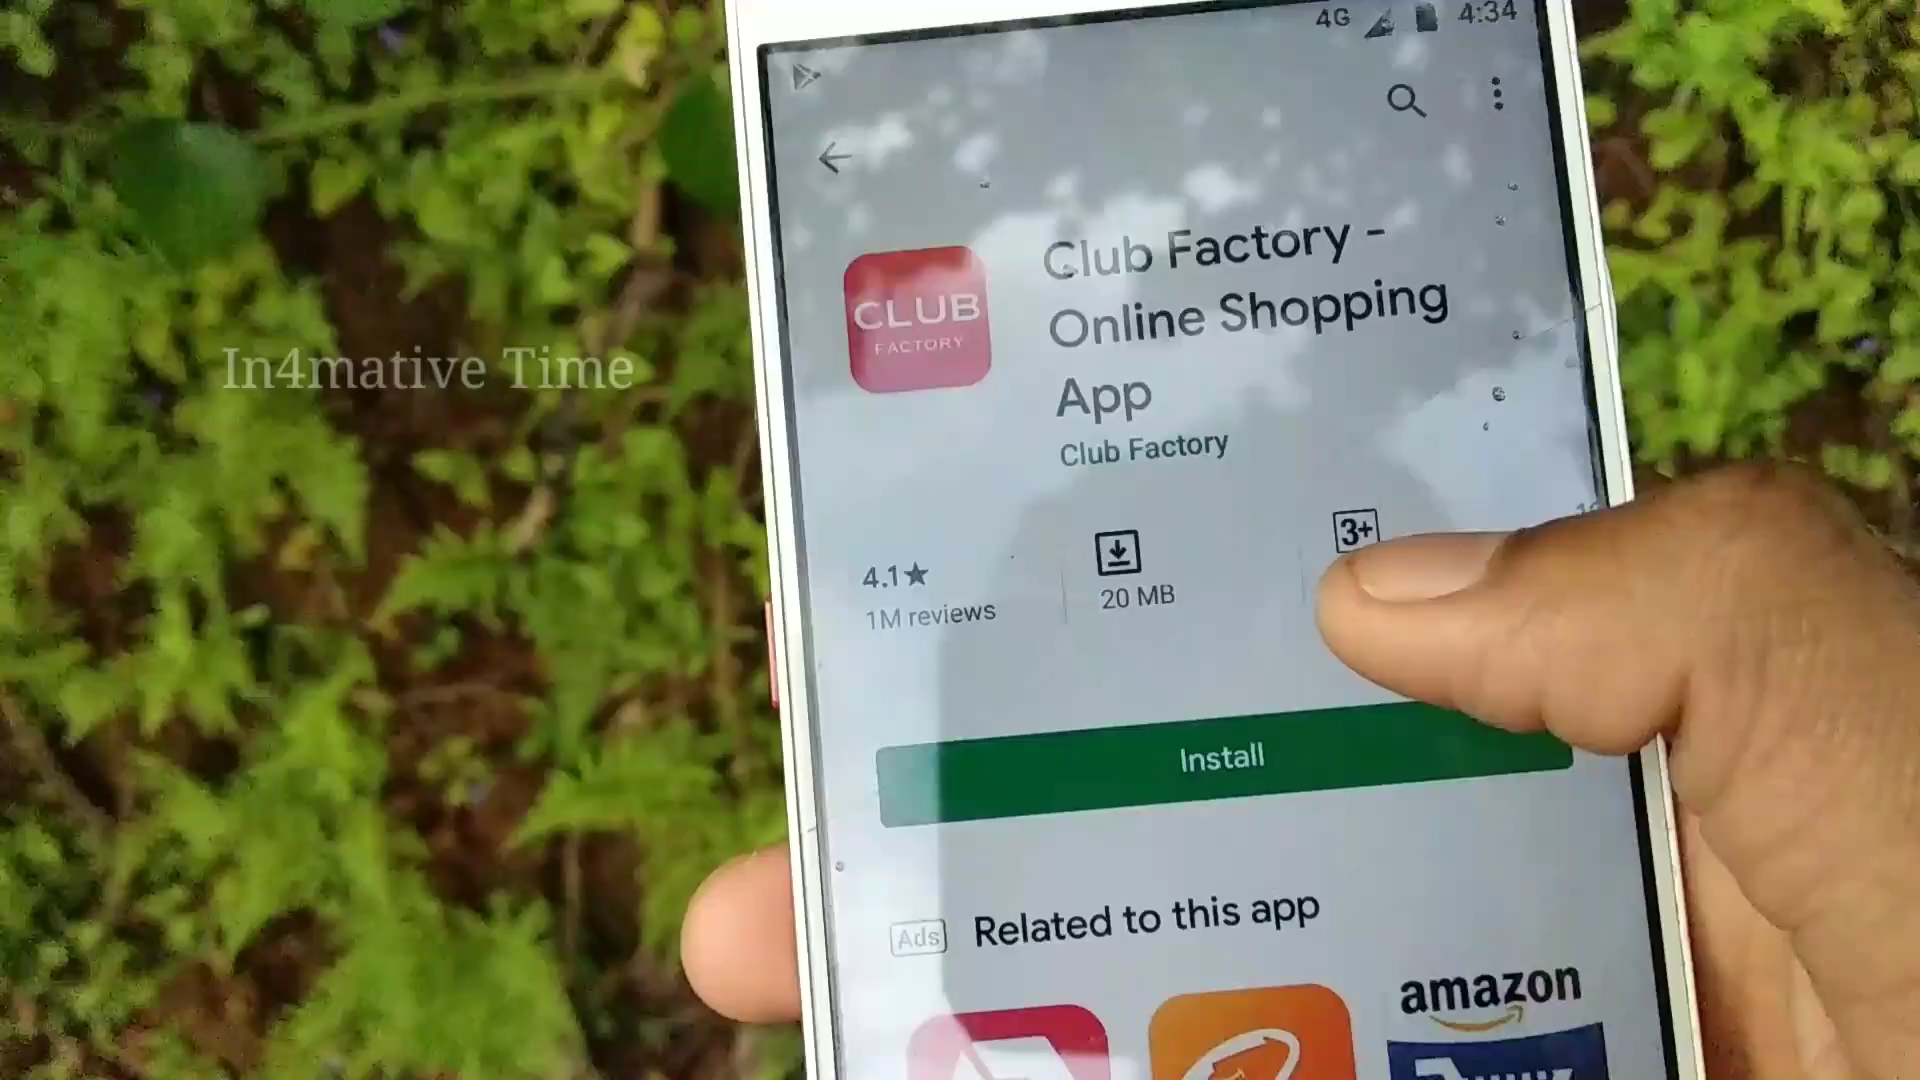 4G 4:34
CLUB
FACTORY
Club Factory -
Online Shopping
App
Club Factory
In4mative Time
4.1★
1M reviews
20 MB
3+
Install
Ads Related to this app
amazon